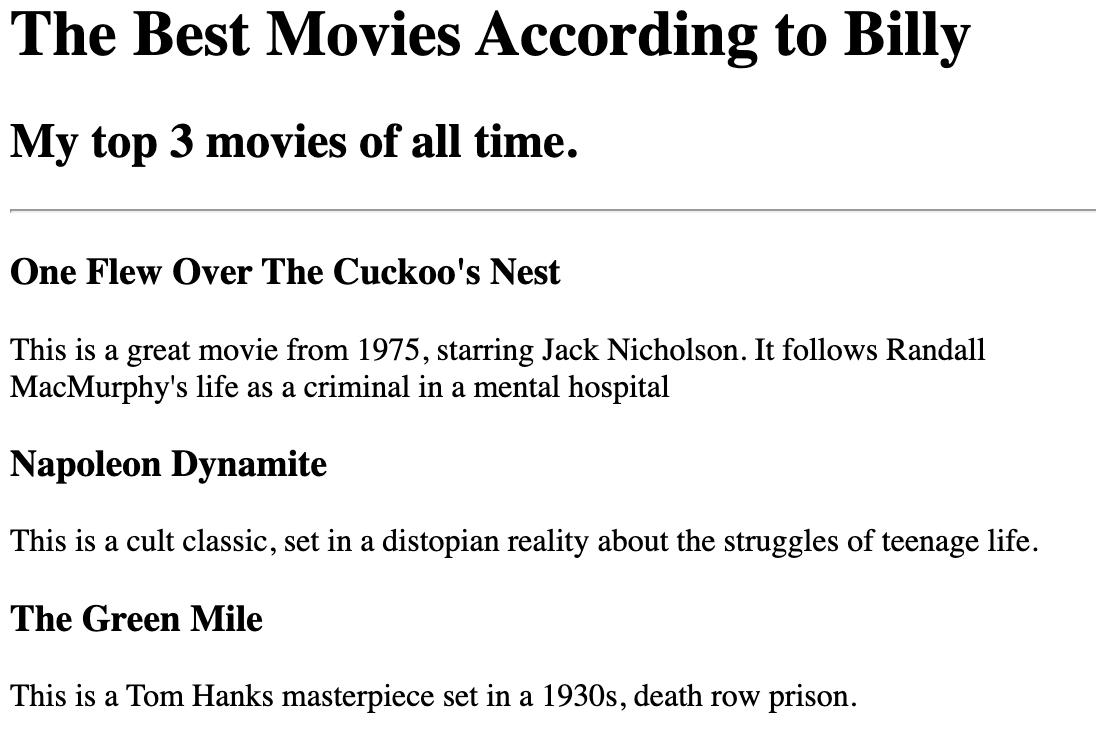 The Best Movies According to Billy
My top 3 movies of all time.
One Flew Over The Cuckoo's Nest
This is a great movie from 1975, starring Jack Nicholson. It follows Randall
MacMurphy's life as a criminal in a mental hospital
Napoleon Dynamite
This is a cult classic, set in a distopian reality about the struggles of teenage life.
The Green Mile
This is a Tom Hanks masterpiece set in a 1930s, death row prison.